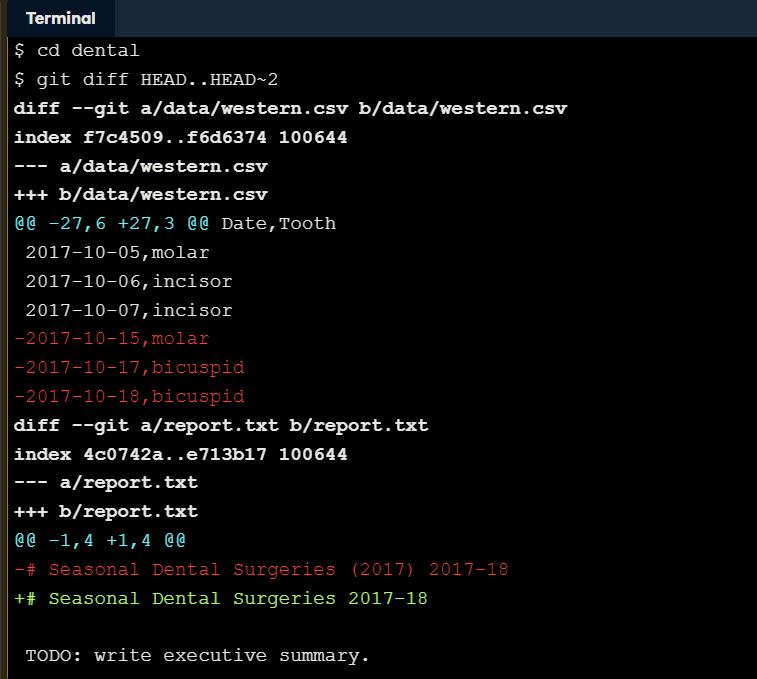 Terminal
$ cd dental
$ git diff HEAD..HEAD~2
diff --git a/data/western.csv b/data/western.csv
index f7c4509..f6d6374 100644
--- a/data/western.csv
+++ b/data/western.csv
@@ -27,6 +27,3 @@ Date,Tooth
 2017-10-05,molar
 2017-10-06,incisor
 2017-10-07,incisor
-2017-10-15,molar
-2017-10-17,bicuspid
-2017-10-18,bicuspid
diff --git a/report.txt b/report.txt
index 4c0742a..e713b17 100644
--- a/report.txt
+++ b/report.txt
@@ -1,4 +1,4 @@
-# Seasonal Dental Surgeries (2017) 2017-18
+# Seasonal Dental Surgeries 2017-18
 TODO: write executive summary.